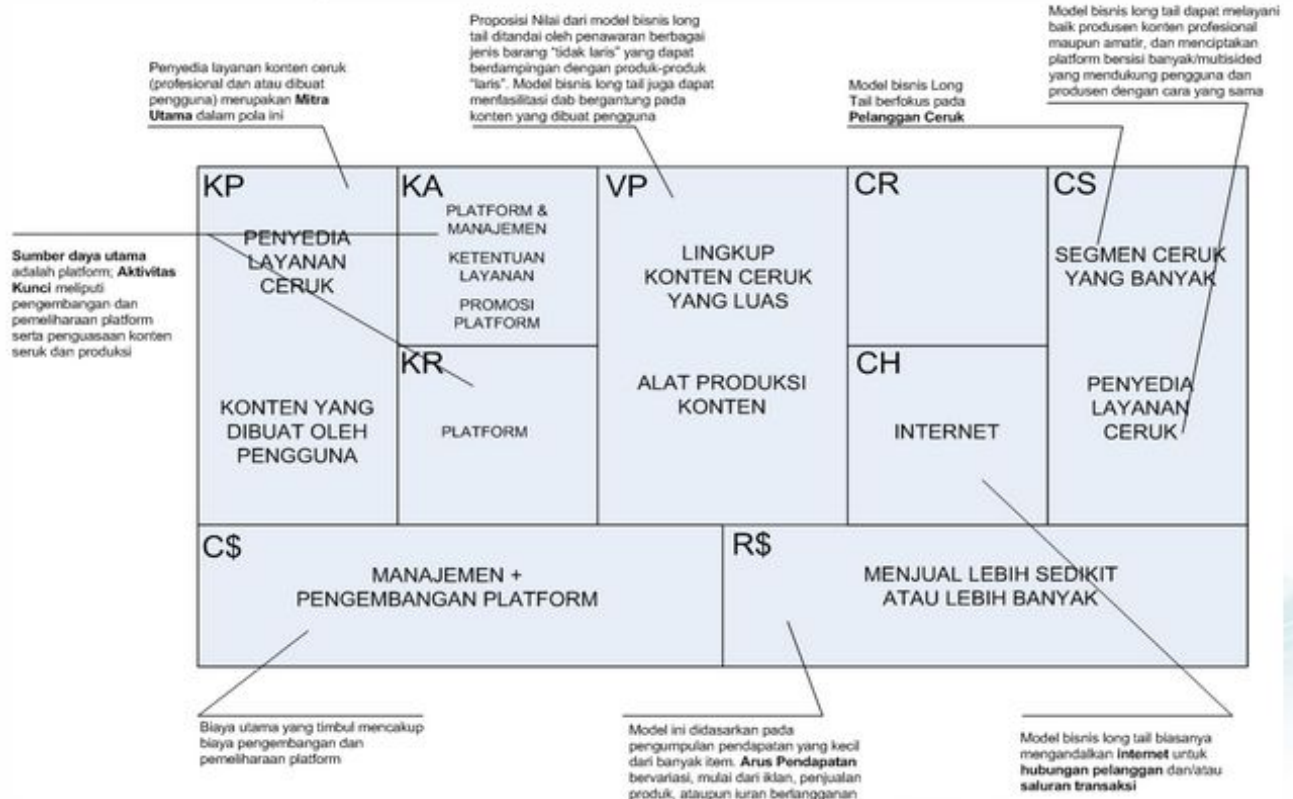 Penyedia layanan konten ceruk
(profesional dan atau dibuat
pengguna) merupakan Mitra
Utama dalam pola ini
Proposisi Nilai dari model bisnis long
tail ditandai oleh penawaran berbagai
jenis barang "tidak laris" yang dapat
berdampingan dengan produk-produk
"laris". Model bisnis long tail juga dapat
menfasilitasi dab bergantung pada
konten yang dibuat pengguna
Model bisnis Long
Tail berfokus pada
Pelanggan Ceruk
Model bisnis long tail dapat melayani
baik produsen konten profesional
maupun amatir, dan menciptakan
platform bersisi banyak/multisided
yang mendukung pengguna dan
produsen dengan cara yang sama
Sumber daya utama
adalah platform; Aktivitas
Kunci meliputi
pengembangan dan
pemeliharaan platform
serta penguasaan konten
seruk dan produksi
KP
PENYEDIA
LAYANAN
CERUK
KONTEN YANG
DIBUAT OLEH
PENGGUNA
KA
PLATFORM &
MANAJEMEN
KETENTUAN
LAYANAN
PROMOSI
PLATFORM
KR
PLATFORM
VP
LINGKUP
KONTEN CERUK
YANG LUAS
ALAT PRODUKSI
KONTEN
CR
CH
INTERNET
CS
SEGMEN CERUK
YANG BANYAK
PENYEDIA
LAYANAN
CERUK
C$
MANAJEMEN +
PENGEMBANGAN PLATFORM
R$
MENJUAL LEBIH SEDIKIT
ATAU LEBIH BANYAK
Biaya utama yang timbul mencakup
biaya pengembangan dan
pemeliharaan platform
Model ini didasarkan pada
pengumpulan pendapatan yang kecil
dari banyak item. Arus Pendapatan
bervariasi, mulai dari iklan, penjualan
produk, ataupun iuran berlangganan
Model bisnis long tail biasanya
mengandalkan internet untuk
hubungan pelanggan dan/atau
saluran transaksi